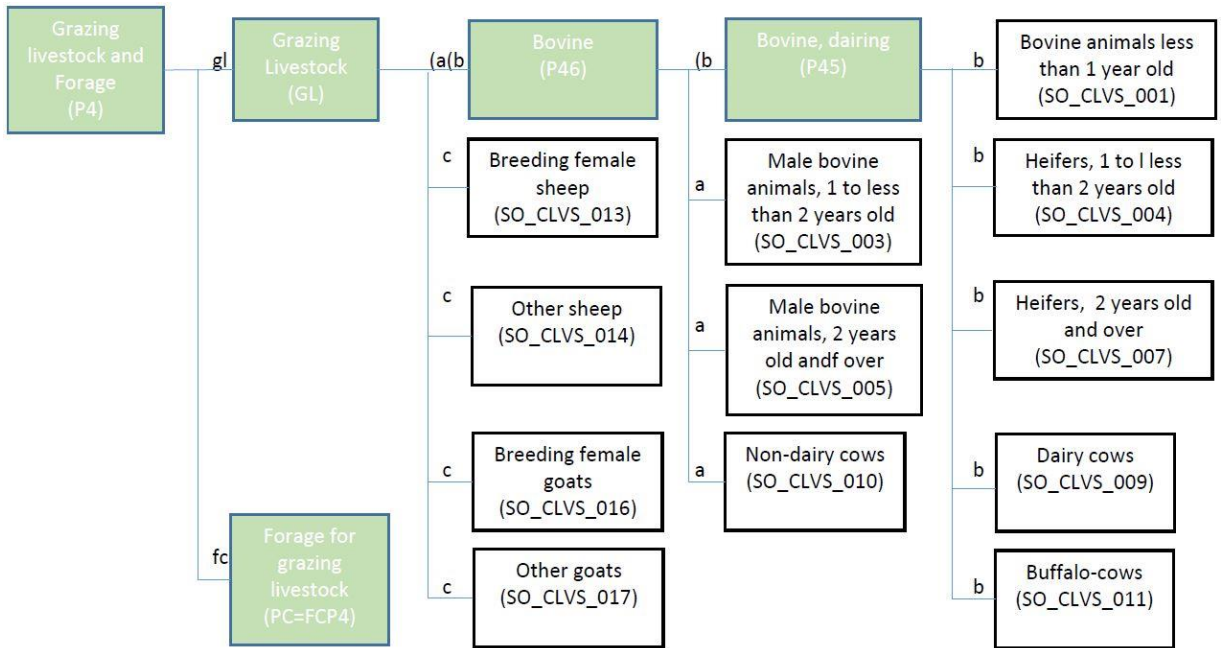 Grazing
livestock and
Forage
(P4)
gl
Grazing
Livestock
(GL)
(a(b
Bovine
(P46)
(b
Bovine, dairing
(P45)
b
Bovine animals less
than 1 year old
(SO_CLVS_001)
c
Breeding female
sheep
(SO_CLVS_013)
a
Male bovine
animals, 1 to less
than 2 years old
(SO_CLVS_003)
b
Heifers, 1 to l less
than 2 years old
(SO_CLVS_004)
c
Other sheep
(SO_CLVS_014)
a
Male bovine
animals, 2 years
old andf over
(SO_CLVS_005)
b
Heifers, 2 years old
and over
(SO_CLVS_007)
c
Breeding female
goats
(SO_CLVS_016)
a
Non-dairy cows
(SO_CLVS_010)
b
Dairy cows
(SO_CLVS_009)
fc
Forage for
grazing
livestock
(PC=FCP4)
c
Other goats
(SO_CLVS_017)
b
Buffalo-cows
(SO_CLVS_011)